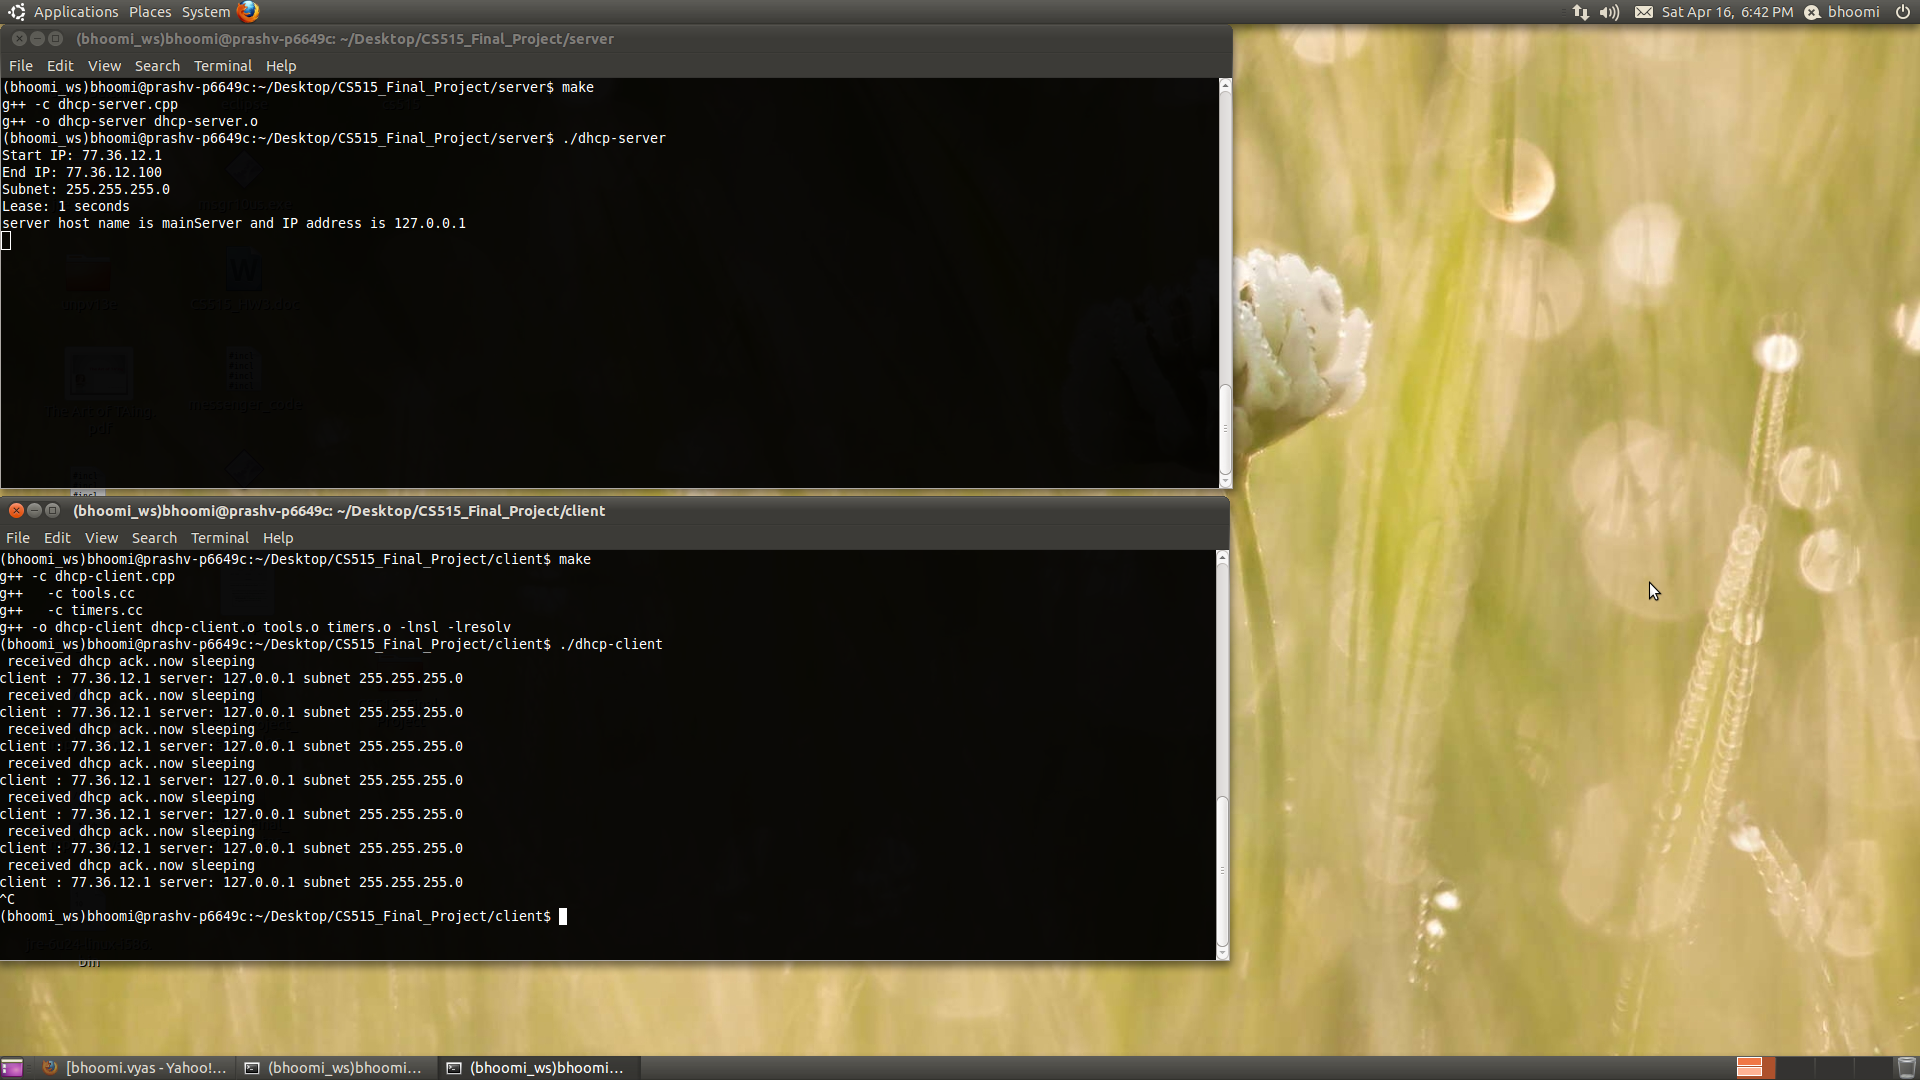 Applications Places System Sat Apr 16, 6:42 PM bhoomi
(bhoomi_ws)bhoomi@prashv-p6649c: ~/Desktop/CS515_Final_Project/server
File Edit View Search Terminal Help
(bhoomi_ws)bhoomi@prashv-p6649c:~/Desktop/CS515_Final_Project/server$ make
g++ -c dhcp-server.cpp
g++ -o dhcp-server dhcp-server.o
(bhoomi_ws)bhoomi@prashv-p6649c:~/Desktop/CS515_Final_Project/server$ ./dhcp-server
Start IP: 77.36.12.1
End IP: 77.36.12.100
Subnet: 255.255.255.0
Lease: 1 seconds
server host name is mainServer and IP address is 127.0.0.1
(bhoomi_ws)bhoomi@prashv-p6649c: ~/Desktop/CS515_Final_Project/client
File Edit View Search Terminal Help
(bhoomi_ws)bhoomi@prashv-p6649c:~/Desktop/CS515_Final_Project/client$ make
g++ -c dhcp-client.cpp
g++   -c tools.cc
g++   -c timers.cc
g++ -o dhcp-client dhcp-client.o tools.o timers.o -lnsl -lresolv
(bhoomi_ws)bhoomi@prashv-p6649c:~/Desktop/CS515_Final_Project/client$ ./dhcp-client
received dhcp ack..now sleeping
client : 77.36.12.1 server: 127.0.0.1 subnet 255.255.255.0
received dhcp ack..now sleeping
client : 77.36.12.1 server: 127.0.0.1 subnet 255.255.255.0
received dhcp ack..now sleeping
client : 77.36.12.1 server: 127.0.0.1 subnet 255.255.255.0
received dhcp ack..now sleeping
client : 77.36.12.1 server: 127.0.0.1 subnet 255.255.255.0
received dhcp ack..now sleeping
client : 77.36.12.1 server: 127.0.0.1 subnet 255.255.255.0
received dhcp ack..now sleeping
client : 77.36.12.1 server: 127.0.0.1 subnet 255.255.255.0
received dhcp ack..now sleeping
client : 77.36.12.1 server: 127.0.0.1 subnet 255.255.255.0
^C
(bhoomi_ws)bhoomi@prashv-p6649c:~/Desktop/CS515_Final_Project/client$
[bhoomi.vyas - Yahoo!... (bhoomi_ws)bhoomi... (bhoomi_ws)bhoomi...